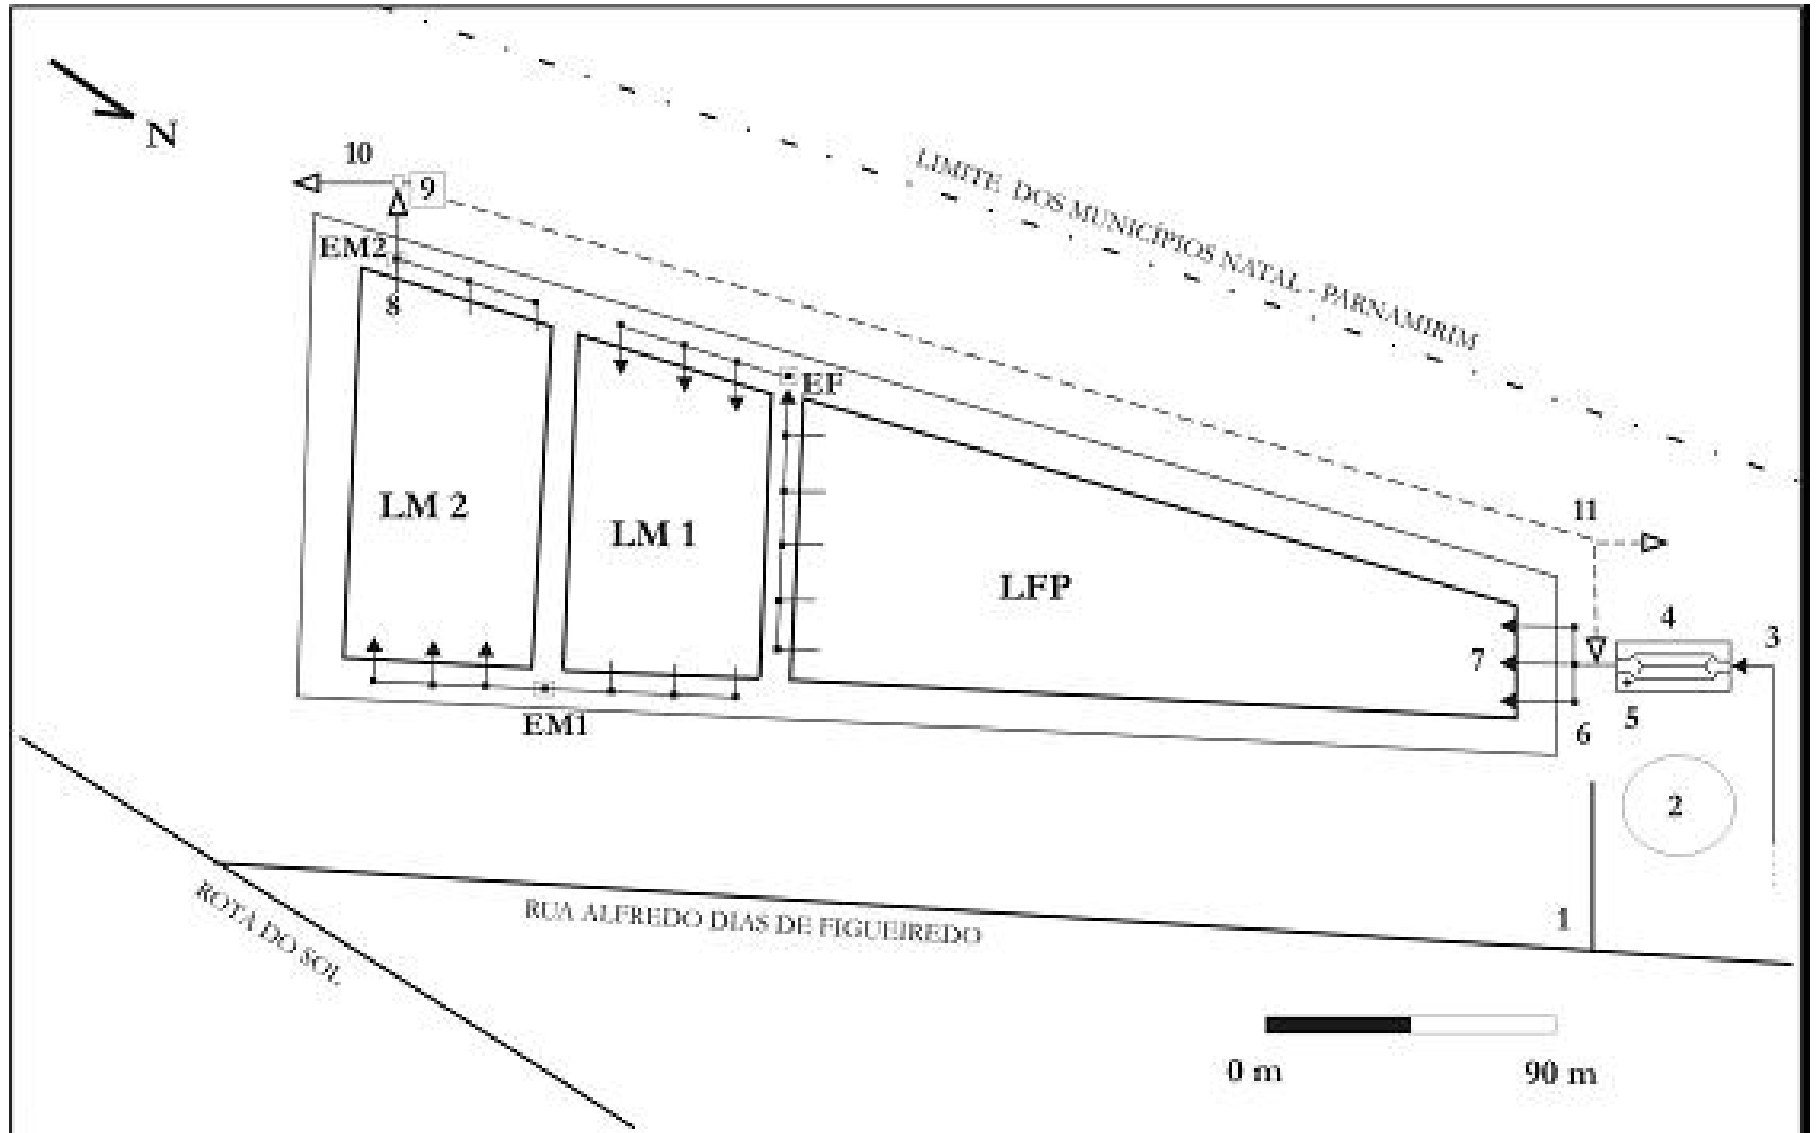 N
10
9
LIMITE DOS MUNICÍPIOS NATAL - PARNAMIRIM
EM2
8
EF
LM 2
LM 1
LFP
11
4
3
7
5
6
EM1
2
1
ROTA DO SOL
RUA ALFREDO DIAS DE FIGUEIREDO
0 m
90 m